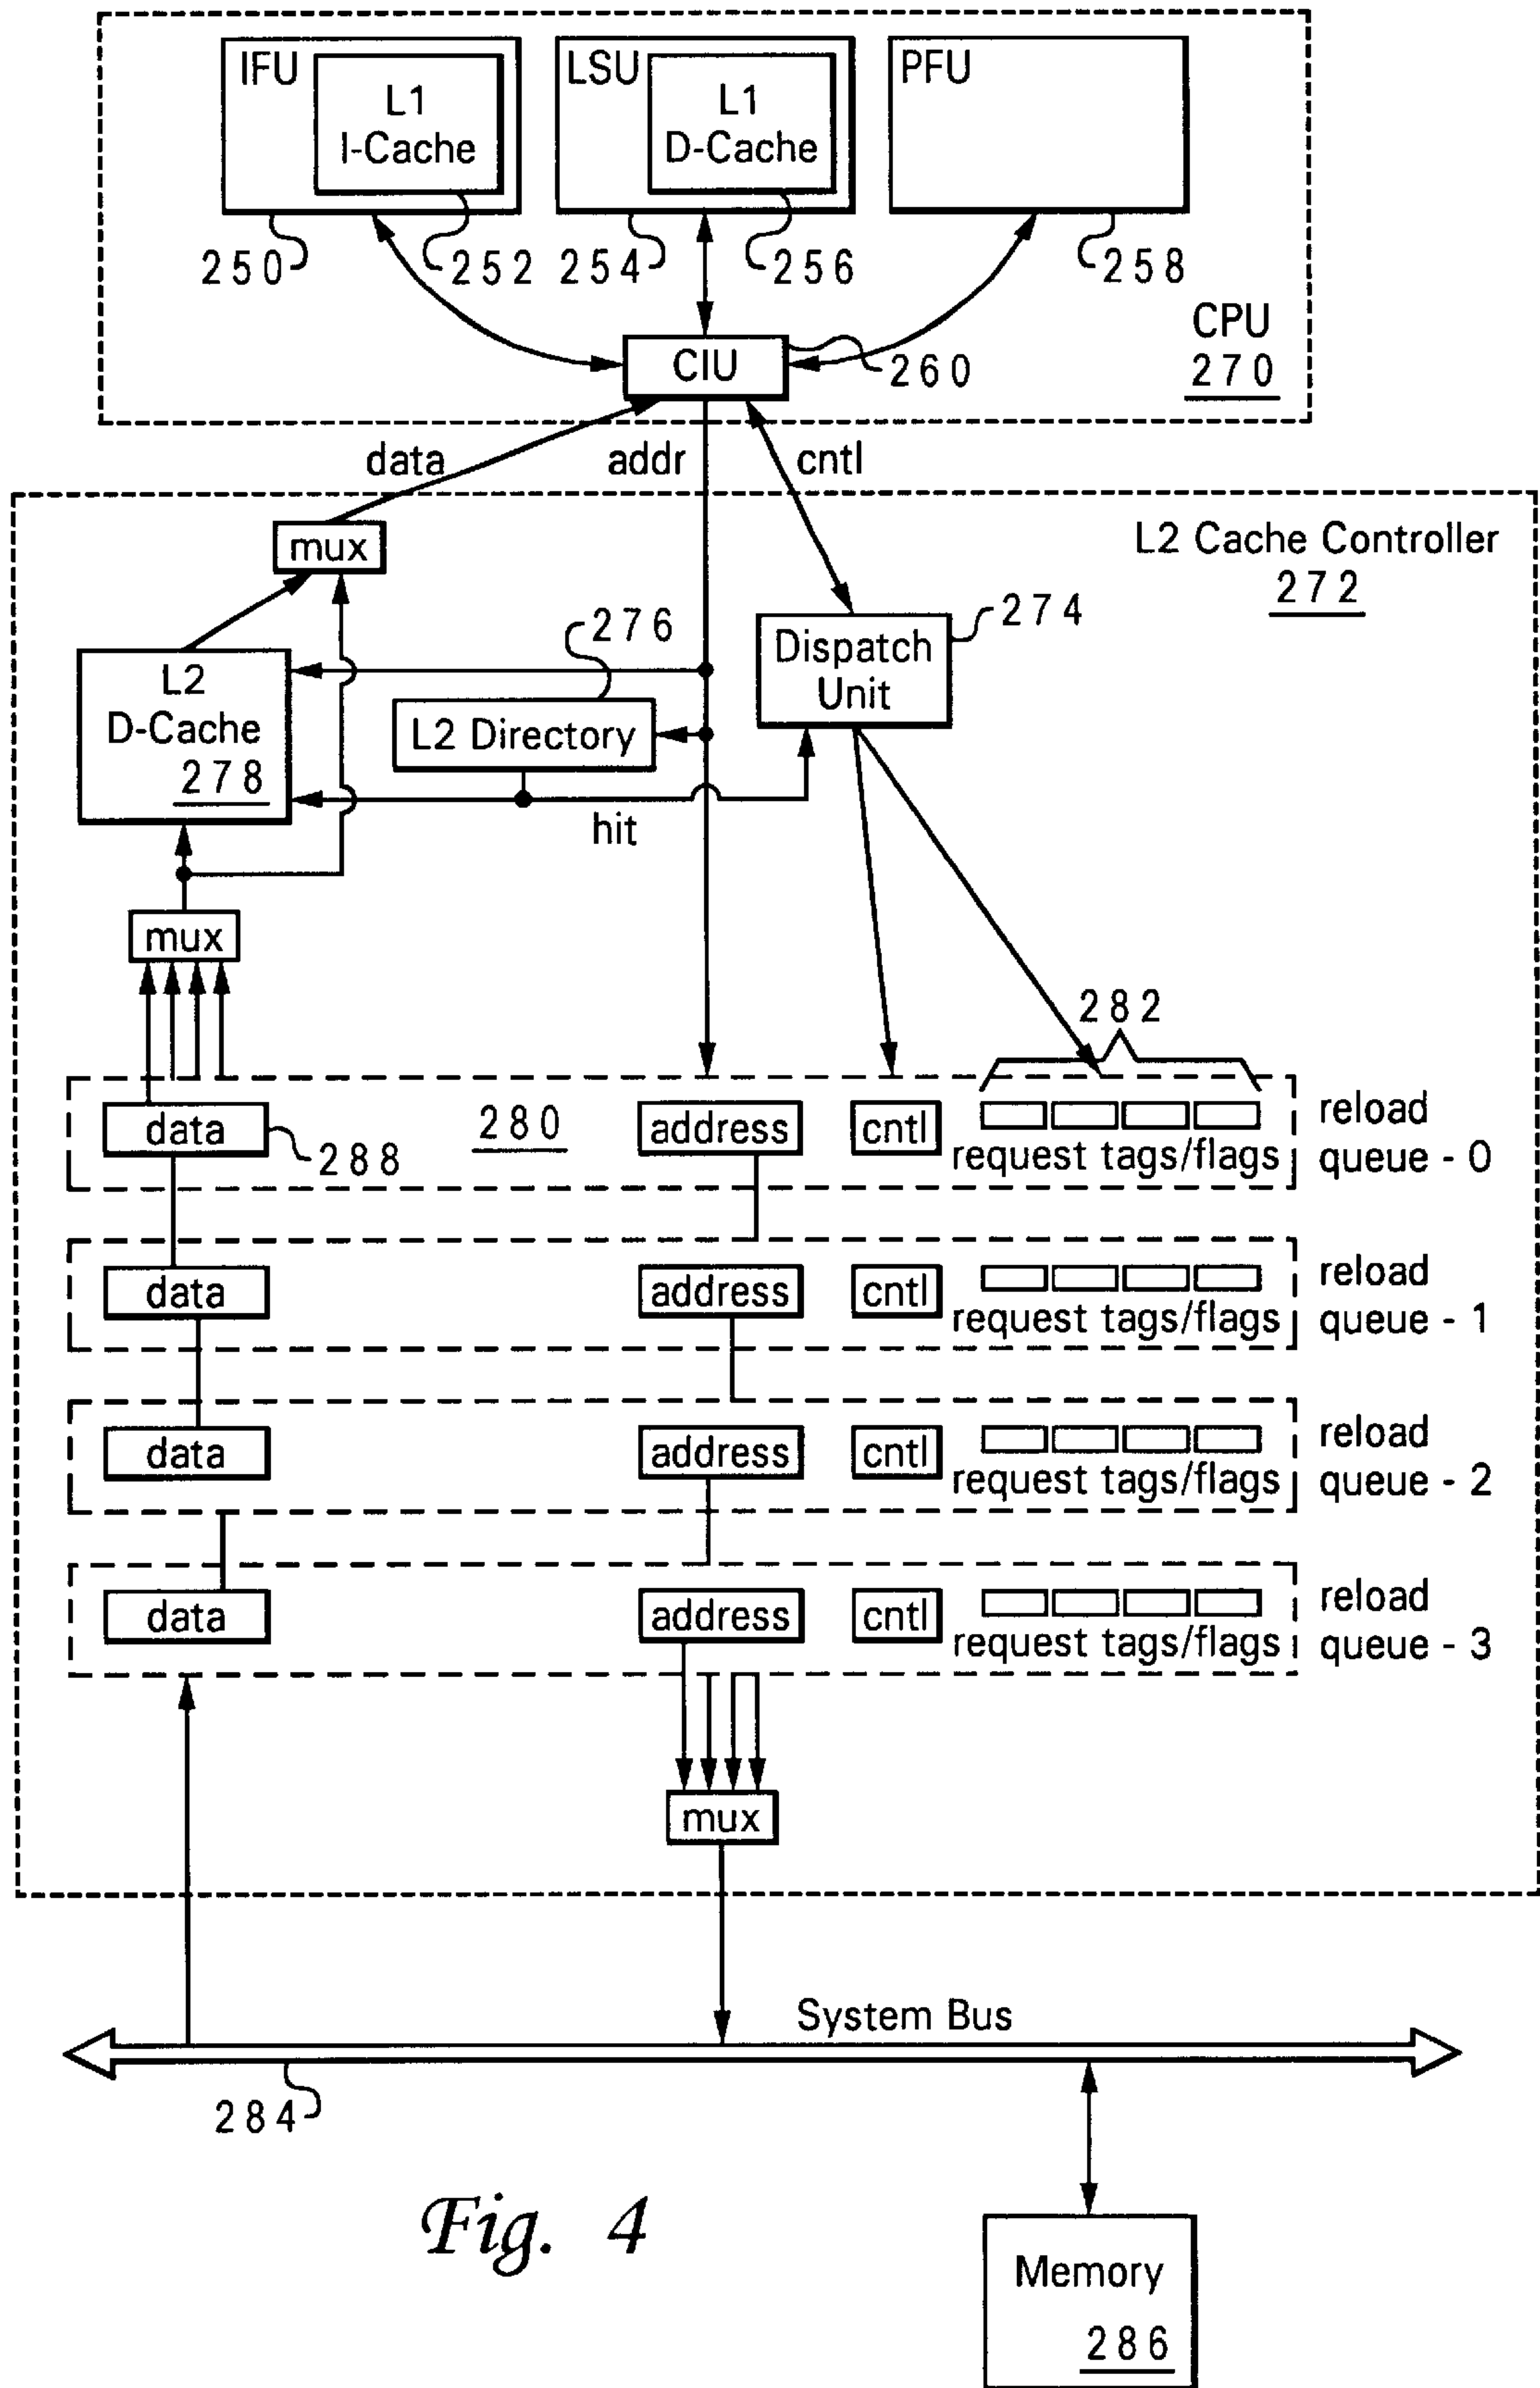 IFU
L1
I-Cache
LSU
L1
D-Cache
PFU
250
252
254
256
258
CPU
270
CIU
260
data
addr
cntl
mux
L2 Cache Controller
272
276
274
L2
D-Cache
278
L2 Directory
Dispatch
Unit
hit
mux
282
data
288
280
address
cntl
request tags/flags
reload
queue - 0
data
address
cntl
request tags/flags
reload
queue - 1
data
address
cntl
request tags/flags
reload
queue - 2
data
address
cntl
request tags/flags
reload
queue - 3
mux
System Bus
284
Fig. 4
Memory
286